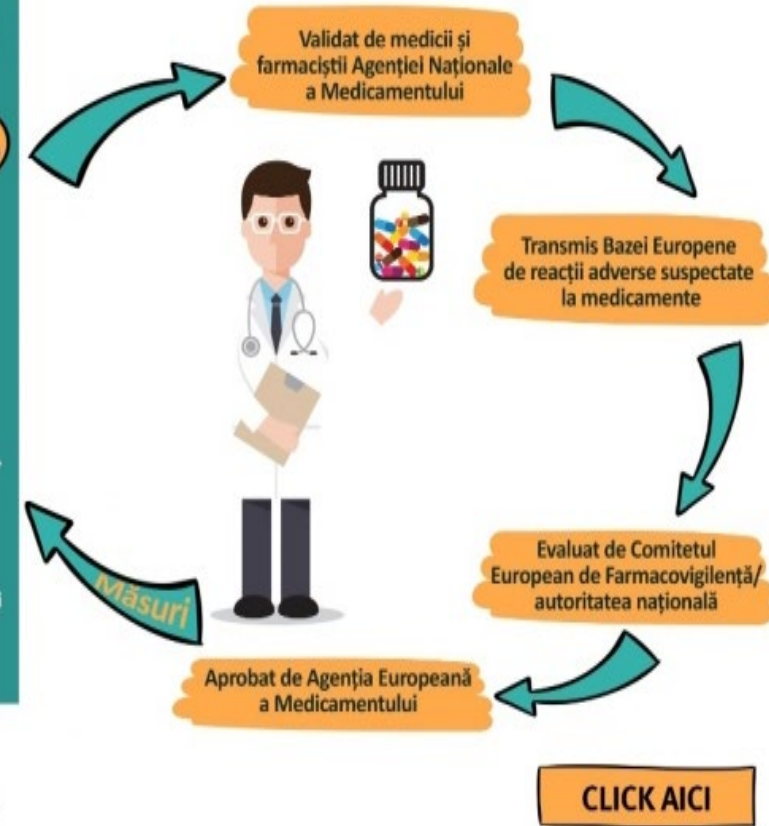 Validat de medicii și
farmaciștii Agenției Naționale
a Medicamentului
Transmis Bazei Europene
de reacții adverse suspectate
la medicamente
Evaluat de Comitetul
European de Farmacovigilență/
autoritatea națională
Aprobat de Agenția Europeană
a Medicamentului
Măsuri
CLICK AICI